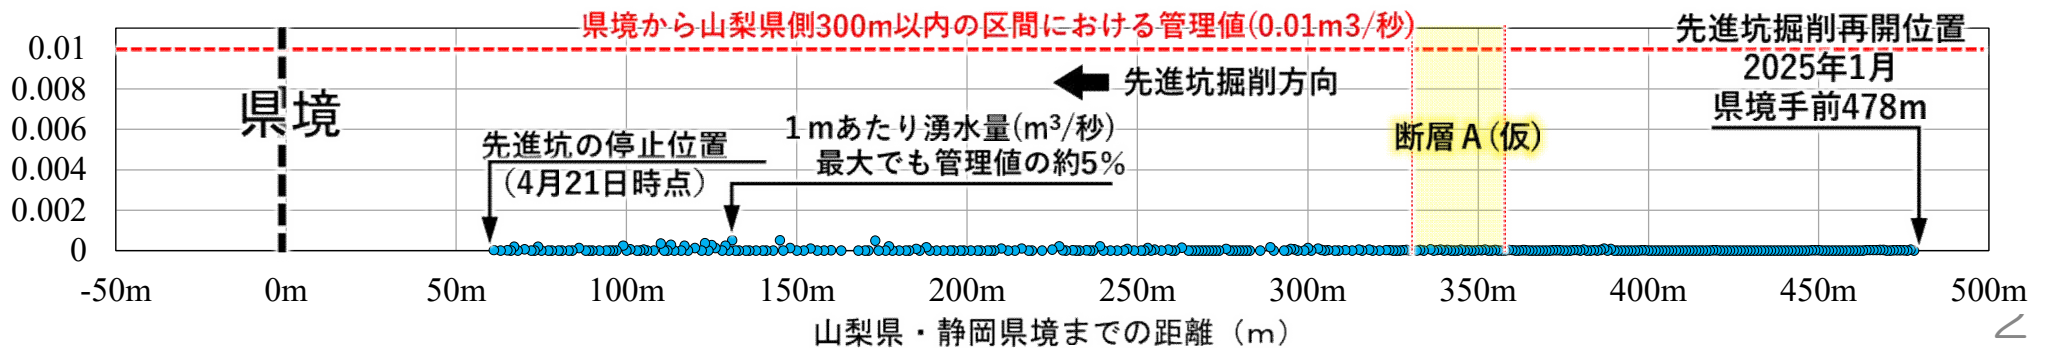 県境から山梨県側300m以内の区間における管理値(0.01m3/秒)
先進坑掘削再開位置
2025年1月
県境手前478m
0.01
0.008
0.006
0.004
0.002
0
県境
先進坑掘削方向
先進坑の停止位置
（4月21日時点）
1mあたり湧水量(m³/秒)
最大でも管理値の約5%
断層A(仮)
-50m 0m 50m 100m 150m 200m 250m 300m 350m 400m 450m 500m
山梨県・静岡県境までの距離（m）